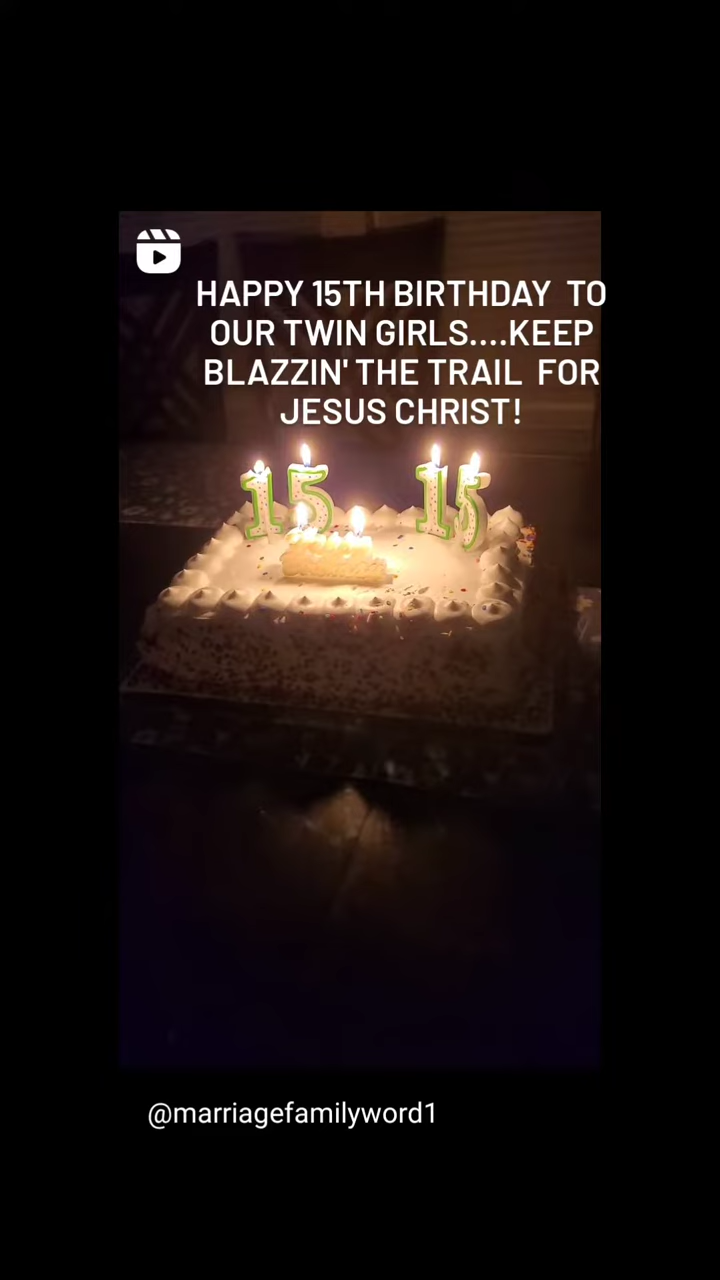 HAPPY 15TH BIRTHDAY TO
OUR TWIN GIRLS....KEEP
BLAZZIN' THE TRAIL FOR
JESUS CHRIST!
15 15
@marriagefamilyword1